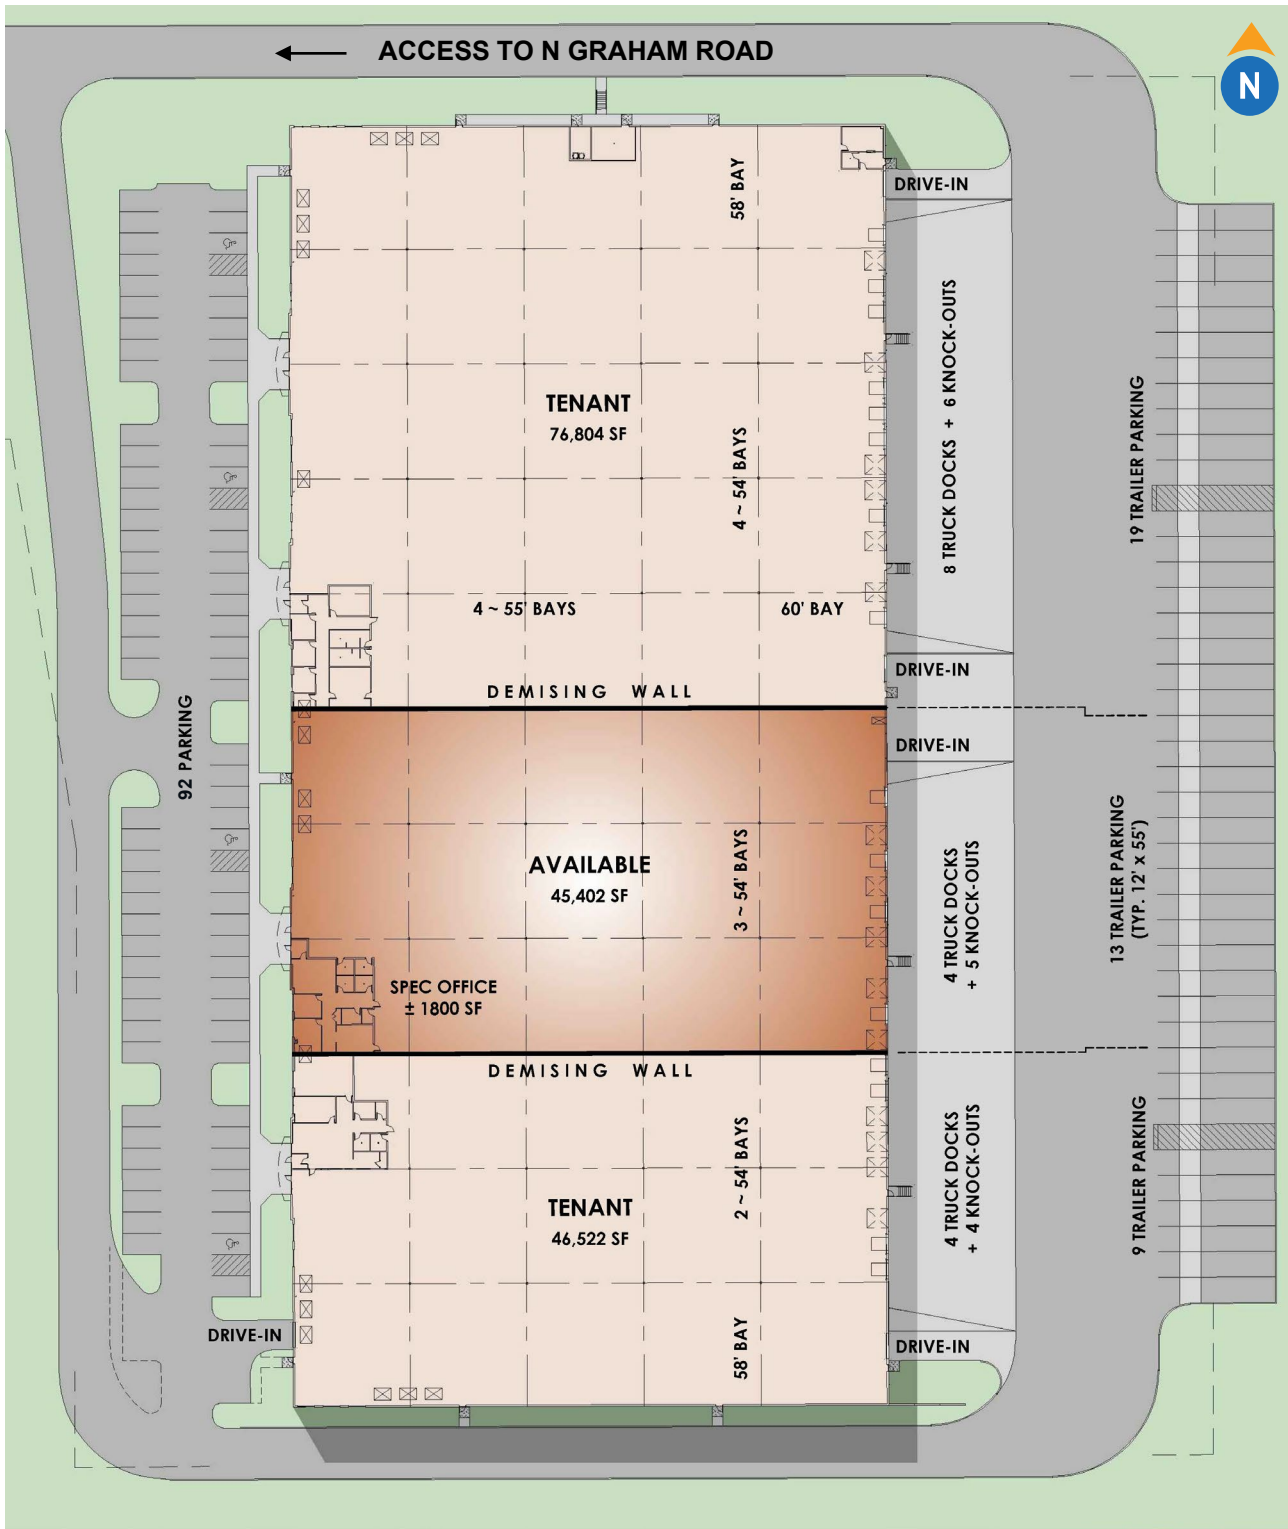 ACCESS TO N GRAHAM ROAD
N
58' BAY
DRIVE-IN
8 TRUCK DOCKS + 6 KNOCK-OUTS
19 TRAILER PARKING
TENANT
76,804 SF
4 ~ 54' BAYS
4 ~ 55' BAYS
60' BAY
DRIVE-IN
DEMISING WALL
92 PARKING
DRIVE-IN
AVAILABLE
45,402 SF
3 ~ 54' BAYS
4 TRUCK DOCKS
+ 5 KNOCK-OUTS
13 TRAILER PARKING
(TYP. 12' x 55')
SPEC OFFICE
± 1800 SF
DEMISING WALL
2 ~ 54' BAYS
4 TRUCK DOCKS
+ 4 KNOCK-OUTS
9 TRAILER PARKING
TENANT
46,522 SF
DRIVE-IN
58' BAY
DRIVE-IN